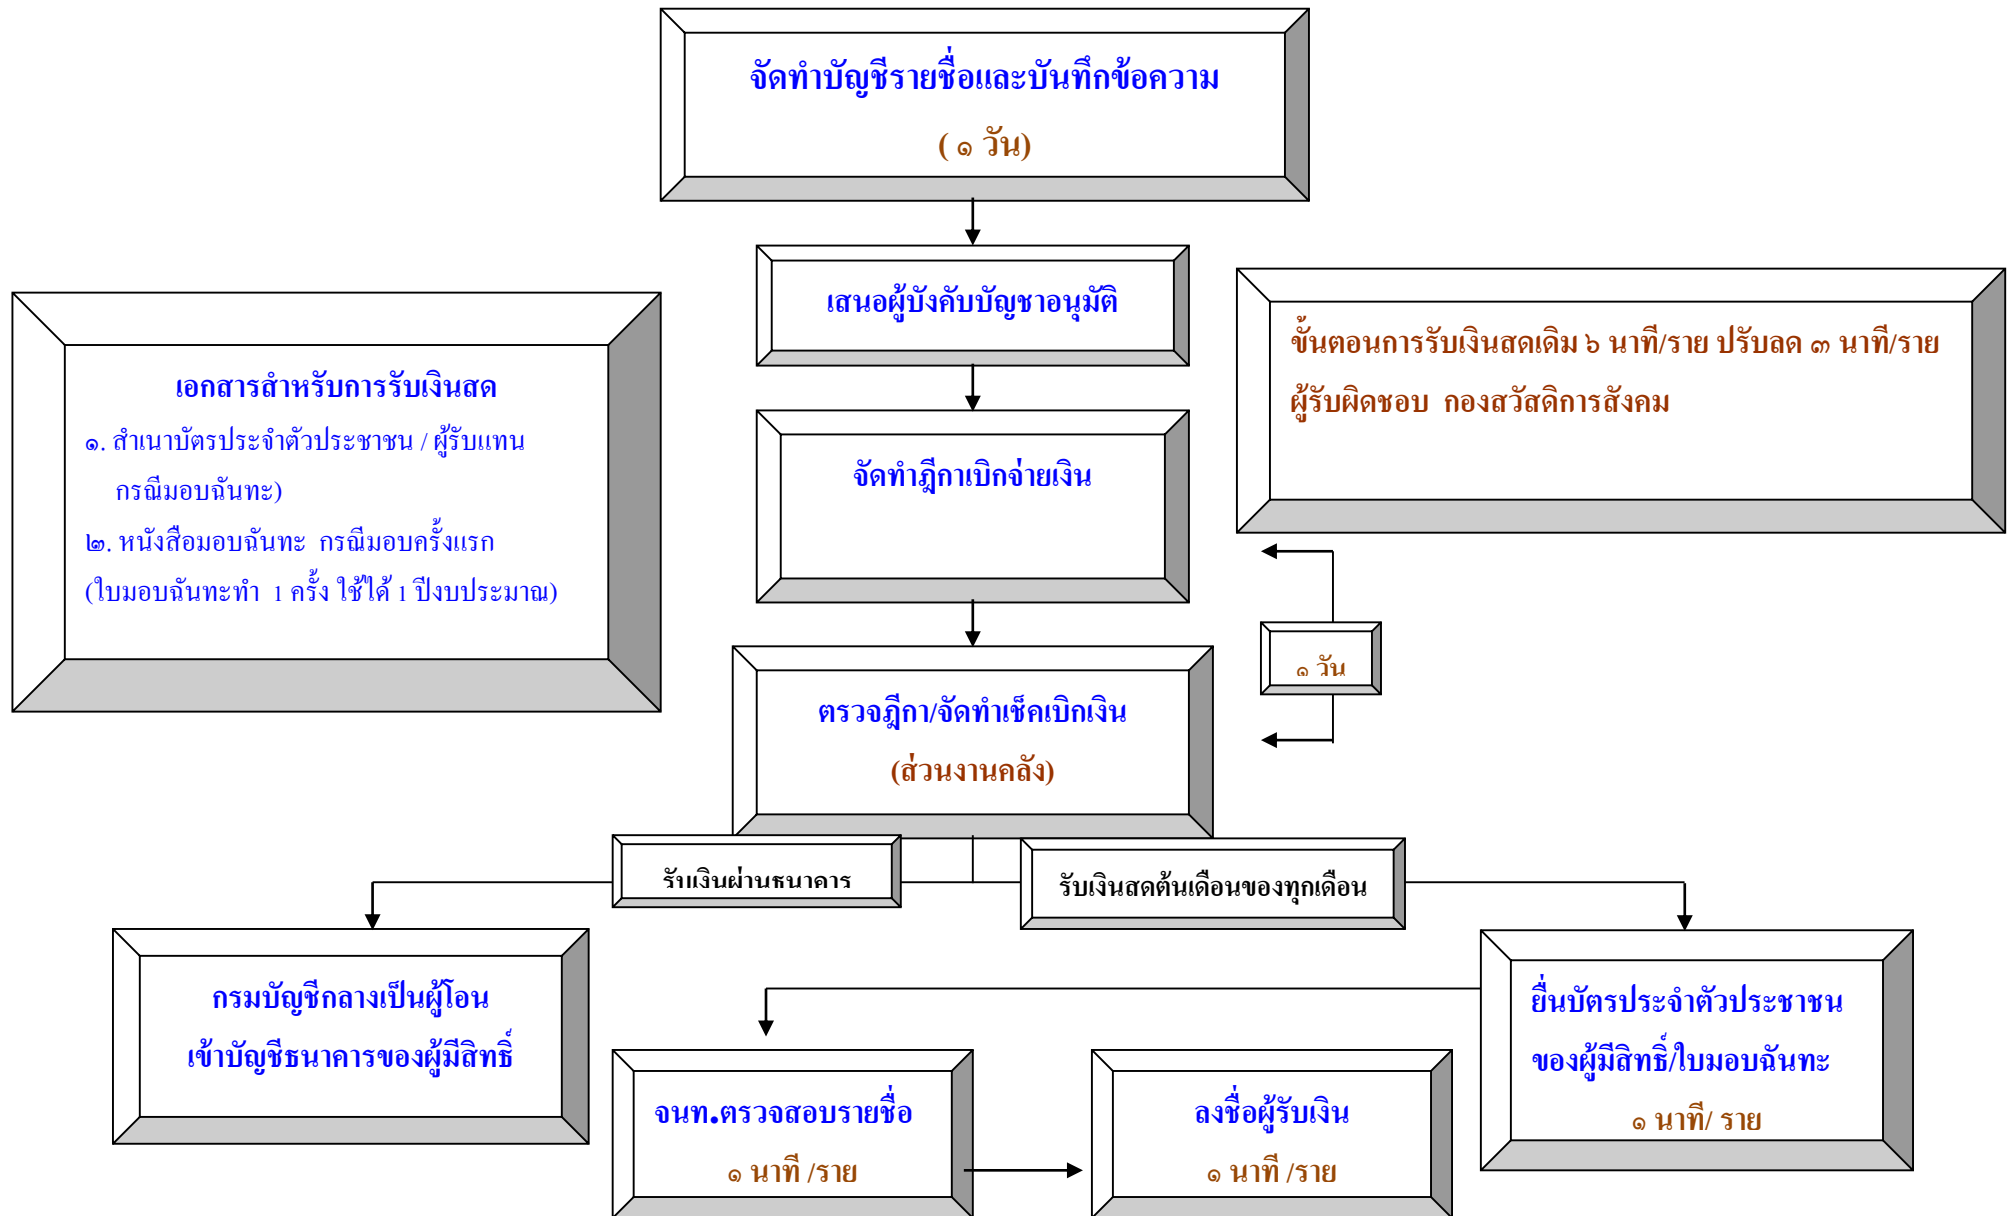 จัดทำบัญชีรายชื่อและบันทึกข้อความ
( ๑ วัน)
เสนอผู้บังคับบัญชาอนุมัติ
ขั้นตอนการรับเงินสดเดิม ๖ นาที/ราย ปรับลด ๓ นาที/ราย
ผู้รับผิดชอบ กองสวัสดิการสังคม
เอกสารสำหรับการรับเงินสด
๑. สำเนาบัตรประจำตัวประชาชน / ผู้รับแทน
กรณีมอบฉันทะ)
๒. หนังสือมอบฉันทะ กรณีมอบครั้งแรก
(ใบมอบฉันทะทำ 1 ครั้ง ใช้ได้ 1 ปีงบประมาณ)
จัดทำฎีกาเบิกจ่ายเงิน
๑ วัน
ตรวจฎีกา/จัดทำเช็คเบิกเงิน
(ส่วนงานคลัง)
รับเงินผ่านธนาคาร
รับเงินสดต้นเดือนของทุกเดือน
กรมบัญชีกลางเป็นผู้โอน
เข้าบัญชีธนาคารของผู้มีสิทธิ์
ยื่นบัตรประจำตัวประชาชน
ของผู้มีสิทธิ์/ใบมอบฉันทะ
๑ นาที/ ราย
จนท.ตรวจสอบรายชื่อ
๑ นาที /ราย
ลงชื่อผู้รับเงิน
๑ นาที /ราย